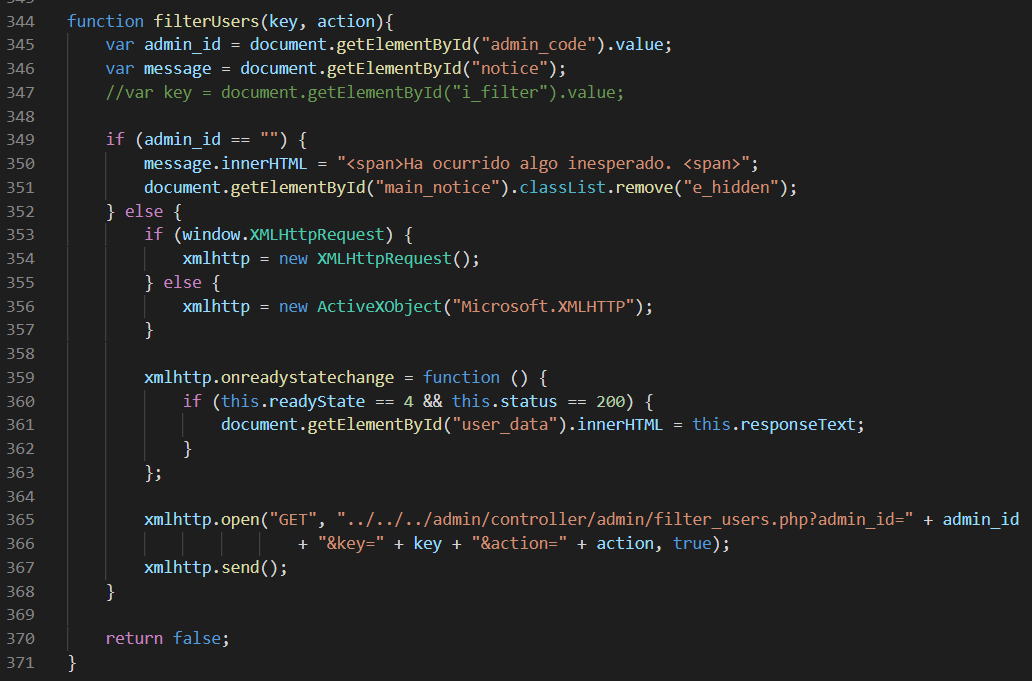 344 function filterUsers(key, action){
345 var admin_id = document.getElementById("admin_code").value;
346 var message = document.getElementById("notice");
347 //var key = document.getElementById("i_filter").value;
348
349 if (admin_id == "") {
350 message.innerHTML = "<span>Ha ocurrido algo inesperado. <span>";
351 document.getElementById("main_notice").classList.remove("e_hidden");
352 } else {
353 if (window.XMLHttpRequest) {
354 xmlhttp = new XMLHttpRequest();
355 } else {
356 xmlhttp = new ActiveXObject("Microsoft.XMLHTTP");
357 }
358
359 xmlhttp.onreadystatechange = function () {
360 if (this.readyState == 4 && this.status == 200) {
361 document.getElementById("user_data").innerHTML = this.responseText;
362 }
363 };
364
365 xmlhttp.open("GET", "../../../admin/controller/admin/filter_users.php?admin_id=" + admin_id
366 + "&key=" + key + "&action=" + action, true);
367 xmlhttp.send();
368 }
369
370 return false;
371 }